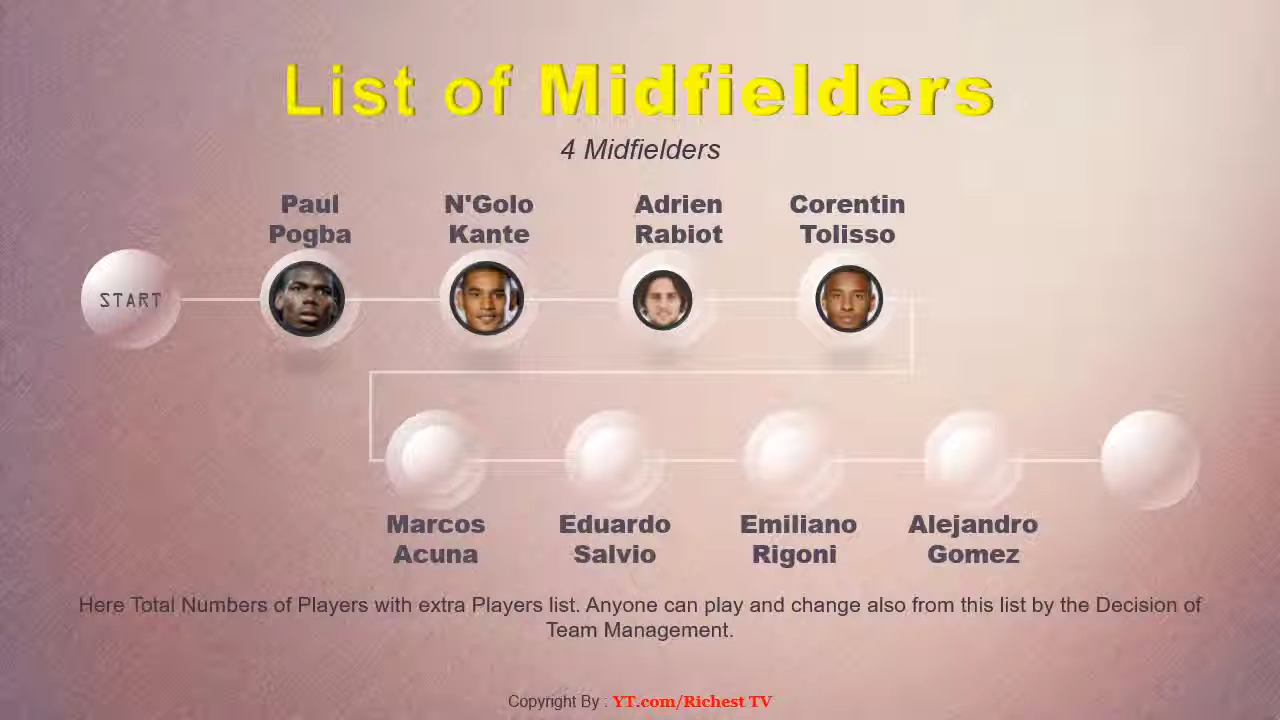 List of Midfielders
4 Midfielders
Paul
Pogba
N'Golo
Kante
Adrien
Rabiot
Corentin
Tolisso
START
Marcos
Acuna
Eduardo
Salvio
Emiliano
Rigoni
Alejandro
Gomez
Here Total Numbers of Players with extra Players list. Anyone can play and change also from this list by the Decision of
Team Management.
Copyright By : YT.com/Richest TV